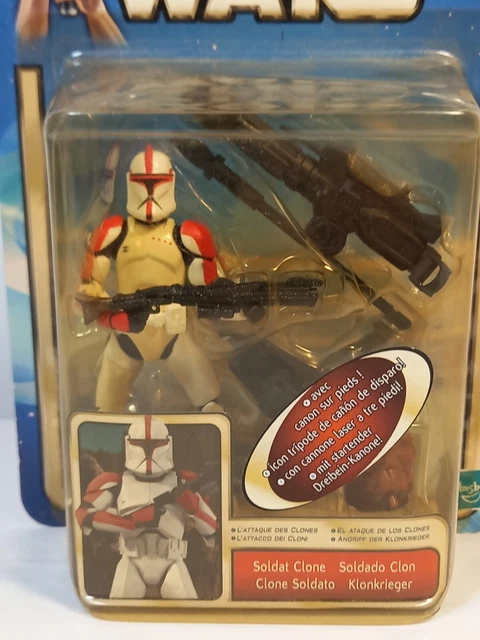 WARS
• avec
canon sur pieds !
• ¡con trípode de cañón de disparo!
• con cannone laser a tre piedi!
• mit startender
Dreibein-Kanone!
• L'ATTAQUE DES CLONES • EL ATAQUE DE LOS CLONES
• L'ATTACCO DEI CLONI • ANGRIFF DER KLONKRIEGER
Soldat Clone Soldado Clon
Clone Soldato Klonkrieger